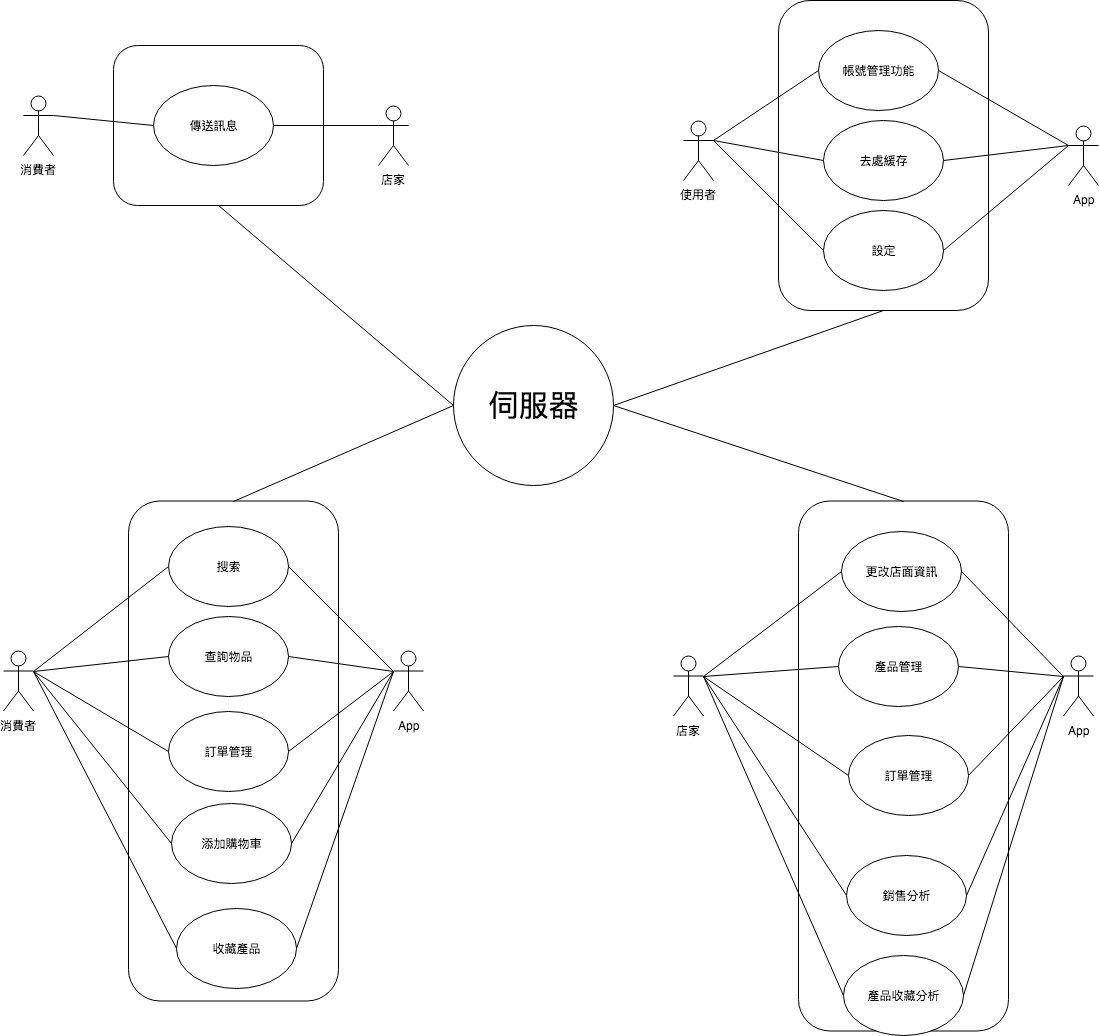 傳送訊息
消費者
店家
帳號管理功能
去處緩存
設定
使用者
App
伺服器
搜索
查詢物品
訂單管理
添加購物車
收藏產品
消費者
App
更改店面資訊
產品管理
訂單管理
銷售分析
產品收藏分析
店家
App